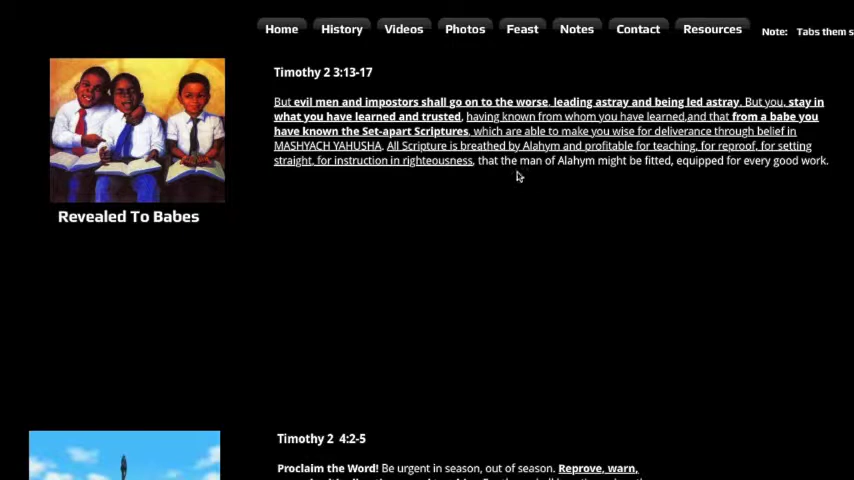 Home History Videos Photos Feast Notes Contact Resources Note: Tabs them s
Timothy 2 3:13-17
But evil men and impostors shall go on to the worse, leading astray and being led astray. But you, stay in
what you have learned and trusted, having known from whom you have learned,and that from a babe you
have known the Set-apart Scriptures, which are able to make you wise for deliverance through belief in
MASHYACH YAHUSHA. All Scripture is breathed by Alahym and profitable for teaching, for reproof, for setting
straight, for instruction in righteousness, that the man of Alahym might be fitted, equipped for every good work.
Revealed To Babes
Timothy 2 4:2-5
Proclaim the Word! Be urgent in season, out of season. Reprove, warn,